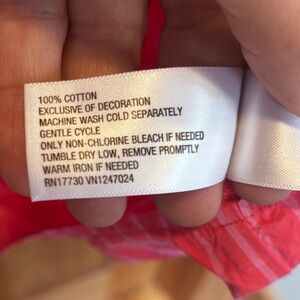 100% COTTON
EXCLUSIVE OF DECORATION
MACHINE WASH COLD SEPARATELY
GENTLE CYCLE
ONLY NON-CHLORINE BLEACH IF NEEDED
TUMBLE DRY LOW, REMOVE PROMPTLY
WARM IRON IF NEEDED
RN17730 VN1247024